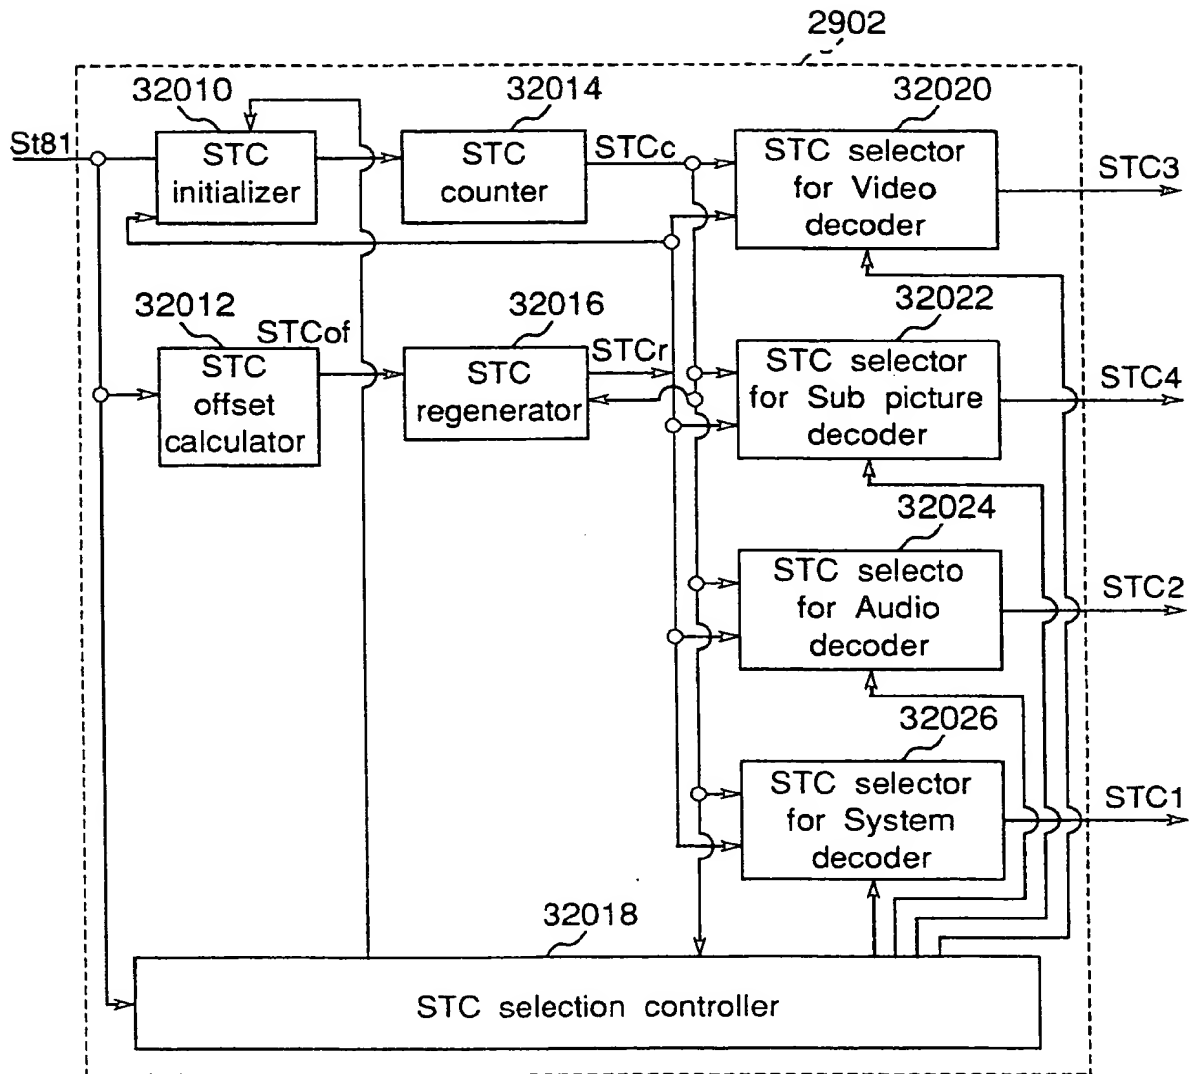 2902
32010
32014
32020
St81
STC
initializer
STC
counter
STCc
STC selector
for Video
decoder
STC3
32012
STCof
32016
STCr
32022
STC
offset
calculator
STC
regenerator
STC selector
for Sub picture
decoder
STC4
32024
STC selecto
for Audio
decoder
STC2
32026
STC selector
for System
decoder
STC1
32018
STC selection controller